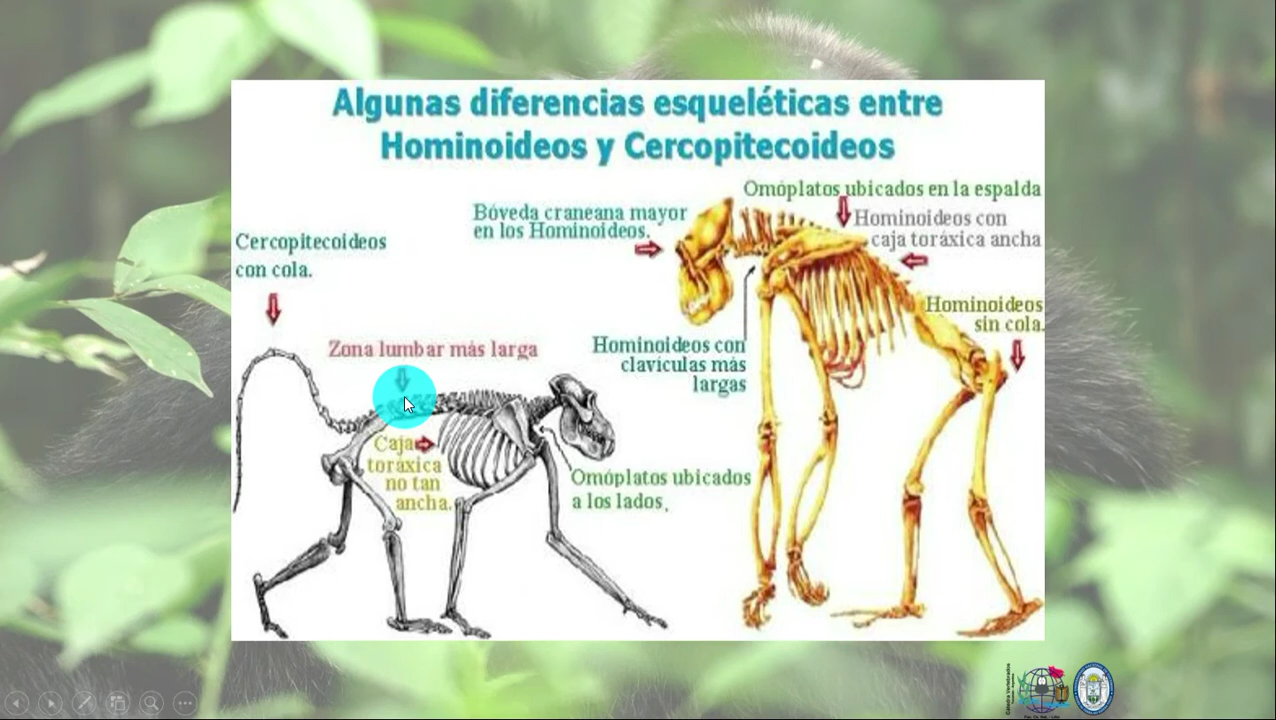 Algunas diferencias esqueléticas entre
Hominoideos y Cercopitecoideos
Omóplatos ubicados en la espalda
Bóveda craneana mayor
en los Hominoideos.
Hominoideos con
caja toráxica ancha
Cercopitecoideos
con cola.
Hominoideos
sin cola.
Zona lumbar más larga
Hominoideos con
clavículas más
largas
Caja
toráxica
no tan
ancha.
Omóplatos ubicados
a los lados.